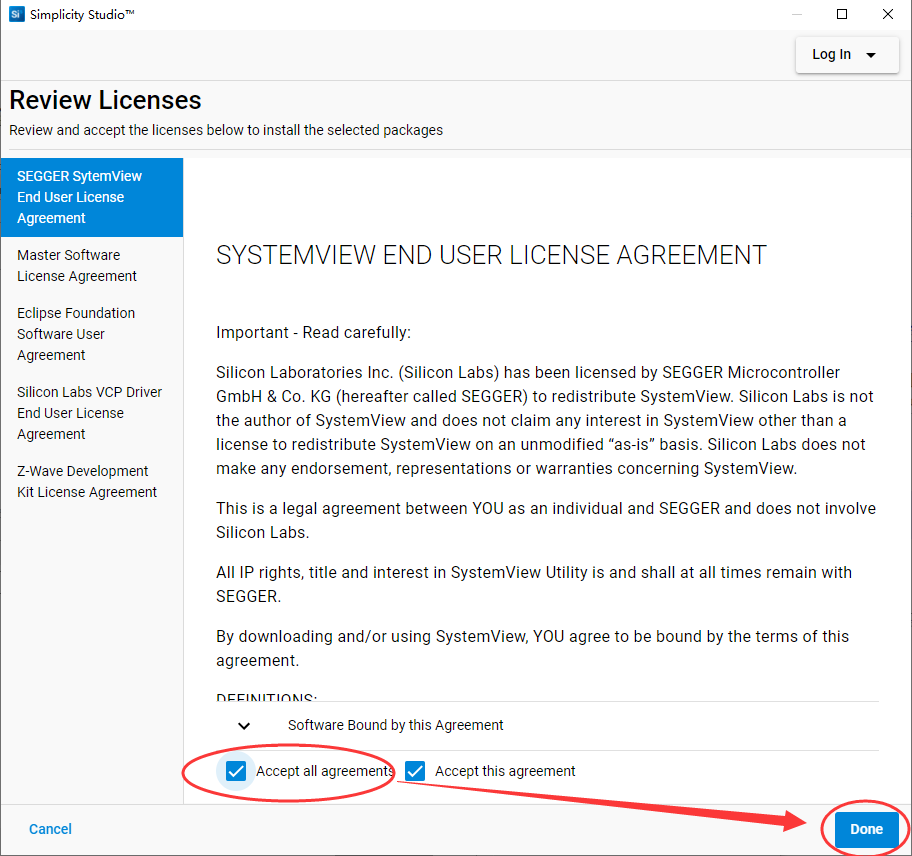 Si
Simplicity Studio™
Log In
Review Licenses
Review and accept the licenses below to install the selected packages
SEGGER SytemView
End User License
Agreement
Master Software
License Agreement
Eclipse Foundation
Software User
Agreement
Silicon Labs VCP Driver
End User License
Agreement
Z-Wave Development
Kit License Agreement
SYSTEMVIEW END USER LICENSE AGREEMENT
Important - Read carefully:
Silicon Laboratories Inc. (Silicon Labs) has been licensed by SEGGER Microcontroller
GmbH & Co. KG (hereafter called SEGGER) to redistribute SystemView. Silicon Labs is not
the author of SystemView and does not claim any interest in SystemView other than a
license to redistribute SystemView on an unmodified “as-is” basis. Silicon Labs does not
make any endorsement, representations or warranties concerning SystemView.
This is a legal agreement between YOU as an individual and SEGGER and does not involve
Silicon Labs.
All IP rights, title and interest in SystemView Utility is and shall at all times remain with
SEGGER.
By downloading and/or using SystemView, YOU agree to be bound by the terms of this
agreement.
DEFINITIONS:
Software Bound by this Agreement
Accept all agreements Accept this agreement
Cancel
Done